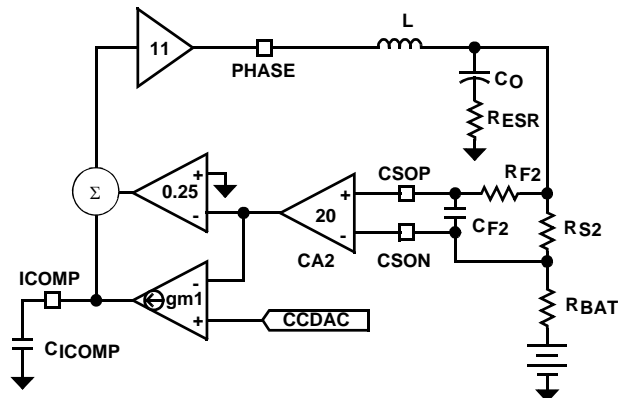 L
11
PHASE
CO
RESR
CSOP
RF2
Σ
+
0.25
-
+
20
-
CF2
RS2
CA2
CSON
ICOMP
-
gm1
+
CCDAC
RBAT
CICOMP